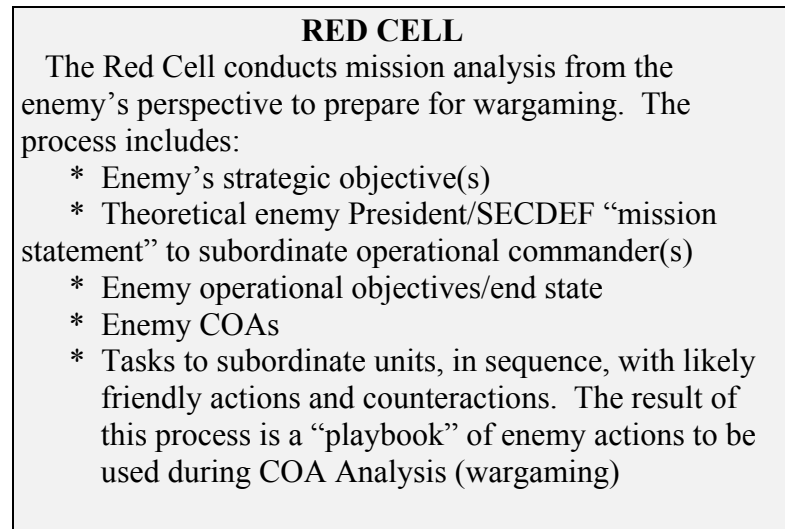 RED CELL
The Red Cell conducts mission analysis from the
enemy’s perspective to prepare for wargaming.  The
process includes:
*  Enemy’s strategic objective(s)
*  Theoretical enemy President/SECDEF “mission
statement” to subordinate operational commander(s)
*  Enemy operational objectives/end state
*  Enemy COAs
*  Tasks to subordinate units, in sequence, with likely
friendly actions and counteractions.  The result of
this process is a “playbook” of enemy actions to be
used during COA Analysis (wargaming)